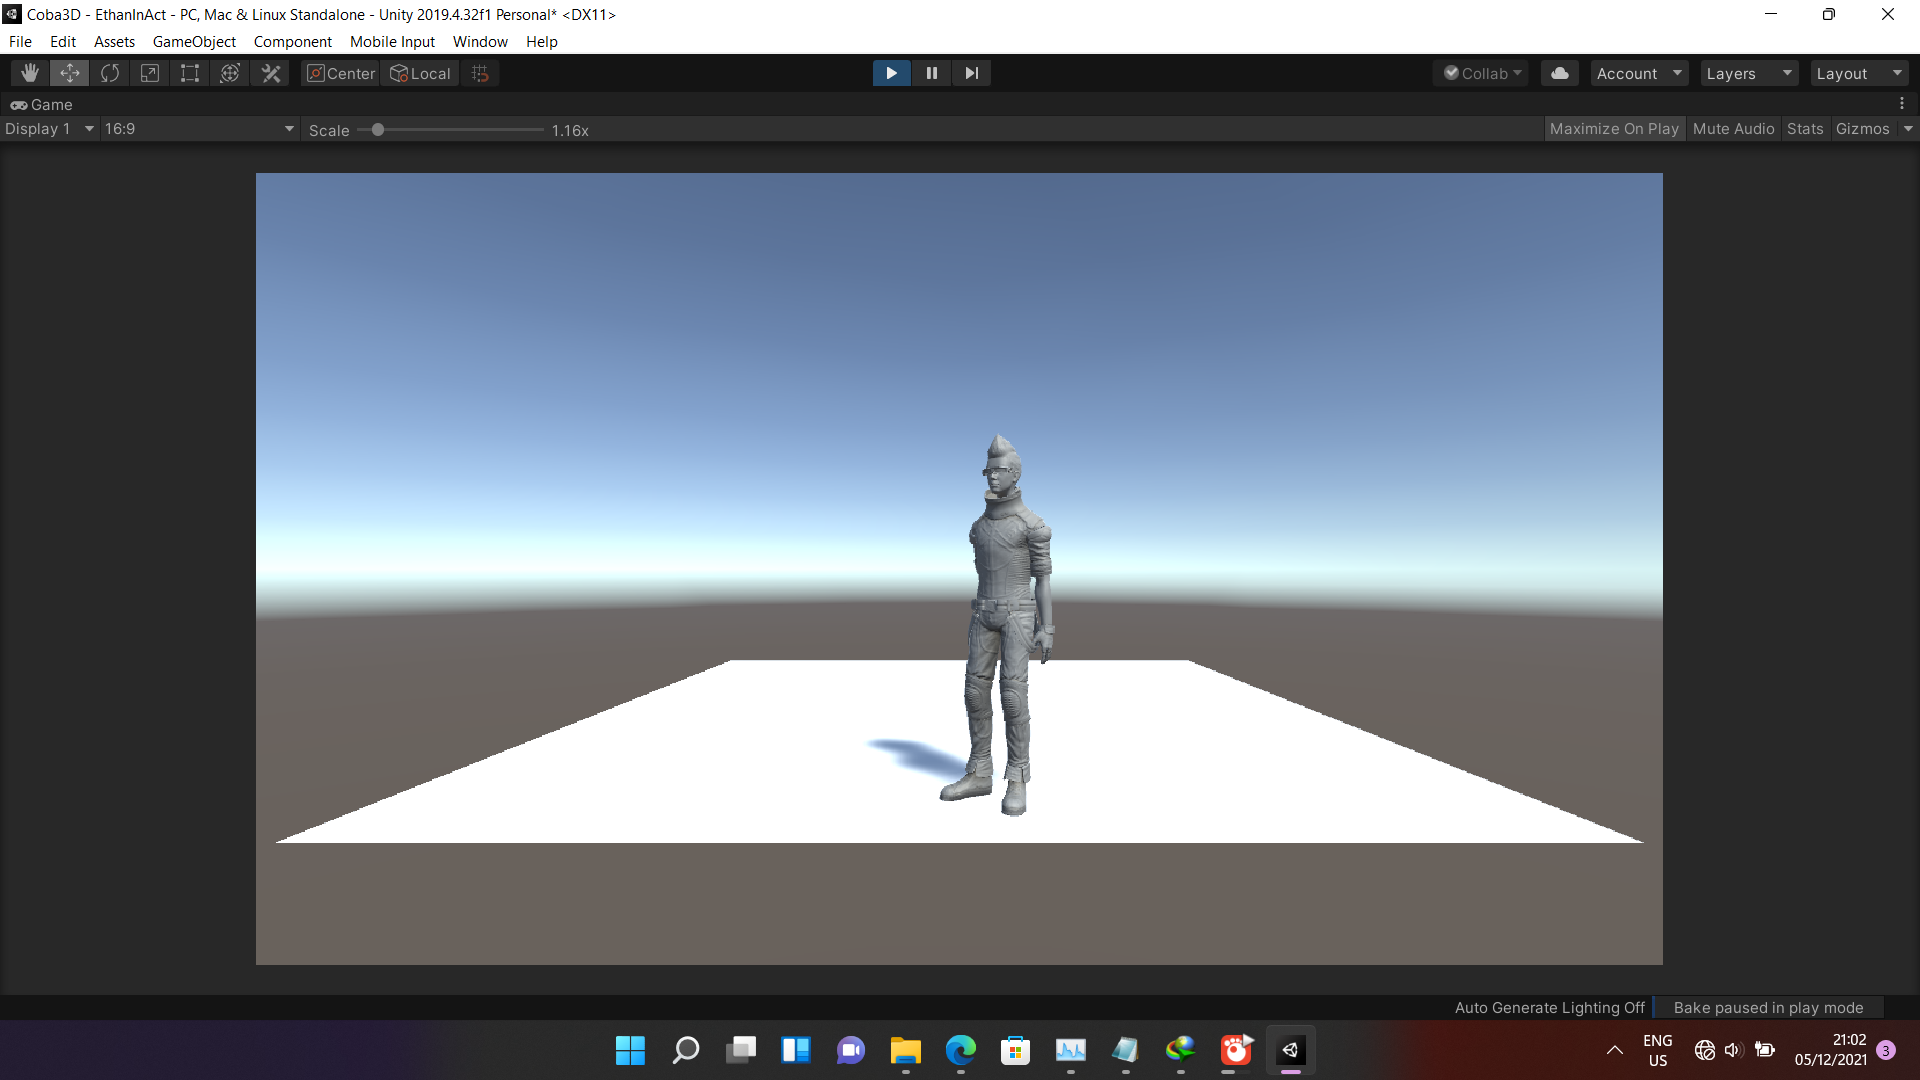 Coba3D - EthanInAct - PC, Mac & Linux Standalone - Unity 2019.4.32f1 Personal* <DX11>
File Edit Assets GameObject Component Mobile Input Window Help
Center Local Collab Account Layers Layout
Game
Display 1 16:9 Scale 1.16x Maximize On Play Mute Audio Stats Gizmos
Auto Generate Lighting Off Bake paused in play mode
ENG 21:02
US 05/12/2021 3